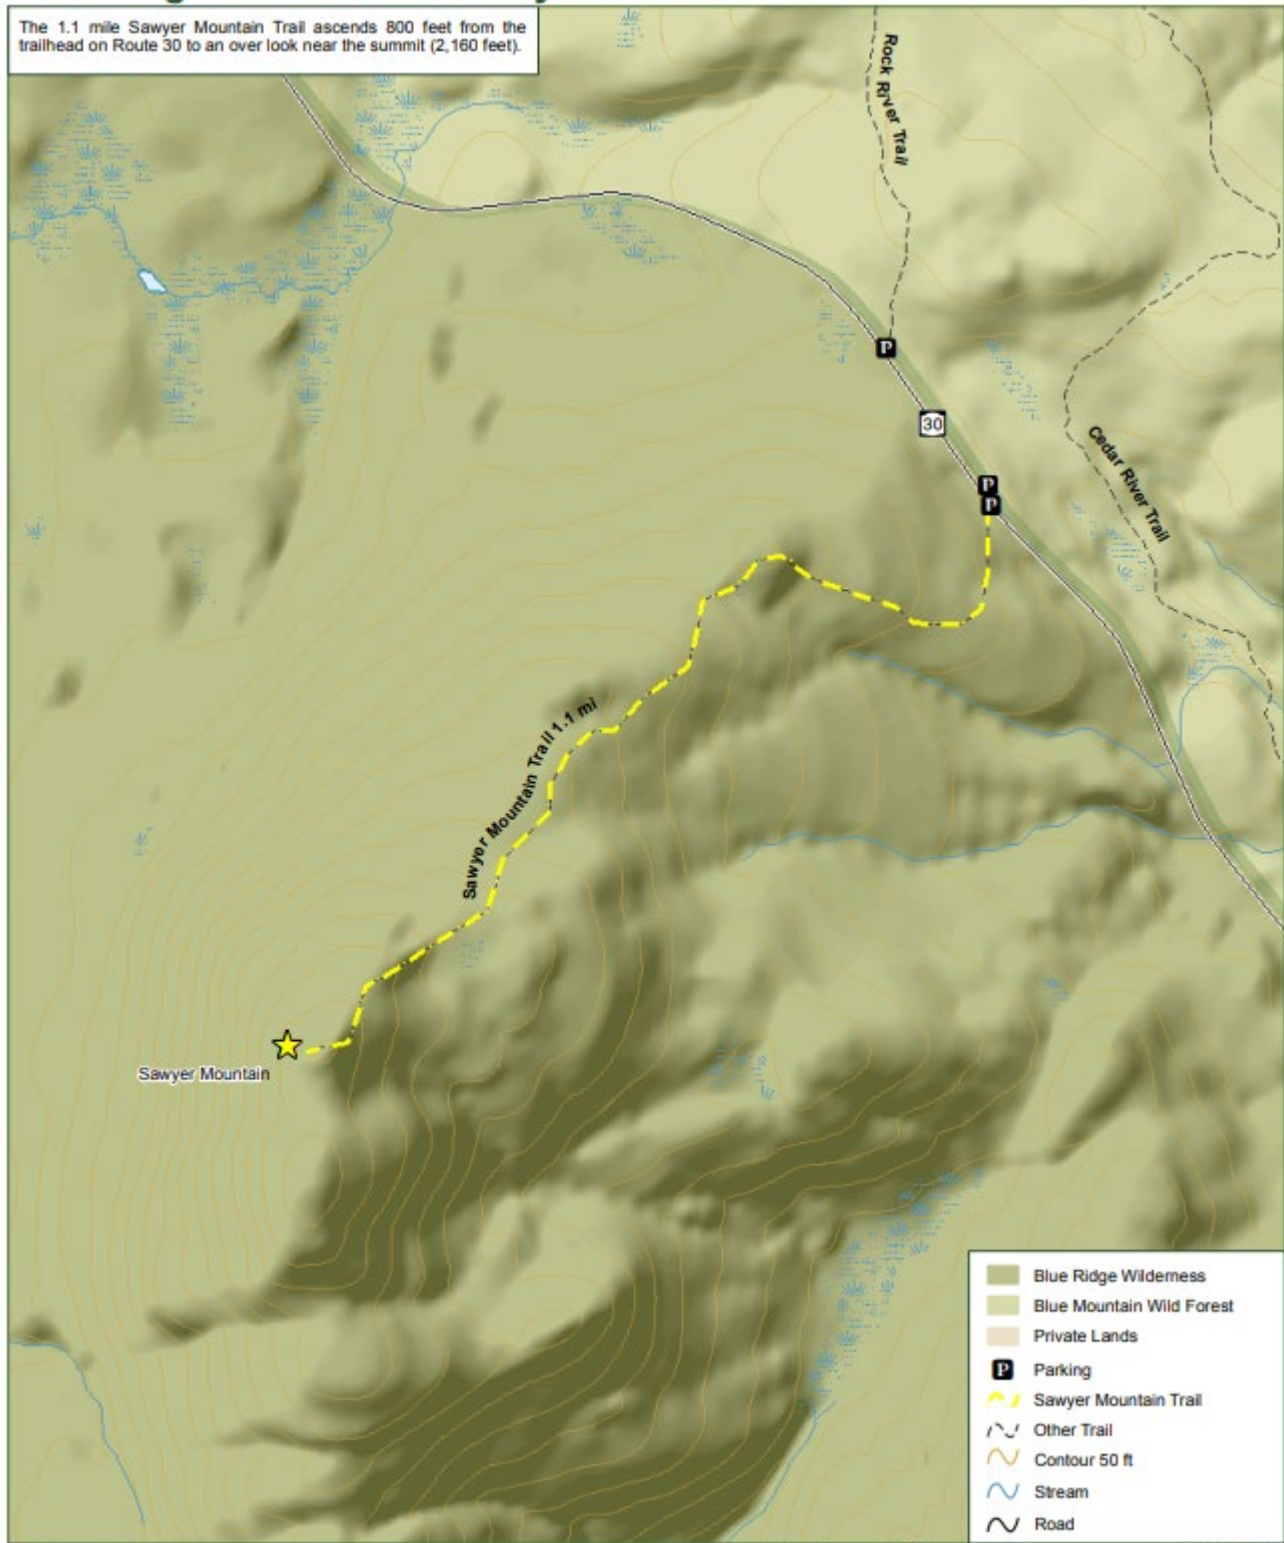 The 1.1 mile Sawyer Mountain Trail ascends 800 feet from the
trailhead on Route 30 to an over look near the summit (2,160 feet).
Rock River Trail
P
30
P
P
Cedar River Trail
Sawyer Mountain Trail 1.1 mi
Sawyer Mountain
Blue Ridge Wilderness
Blue Mountain Wild Forest
Private Lands
P Parking
Sawyer Mountain Trail
Other Trail
Contour 50 ft
Stream
Road